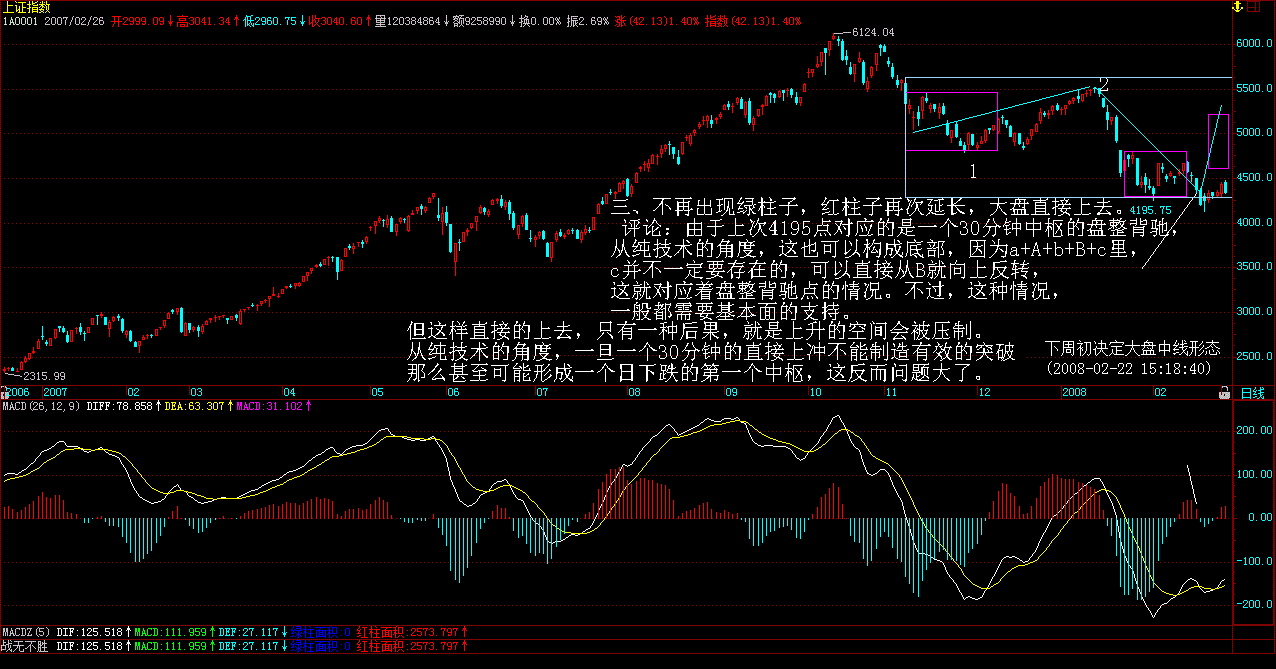 上证指数
1A0001 2007/02/26 开2999.09↓高3041.34↑低2960.75↓收3040.60↑量120384864↓额9258990↓换0.00% 振2.69% 涨(42.13)1.40% 指数(42.13)1.40%
6124.04
6000.0
5500.0
5000.0
4500.0
4000.0
3500.0
3000.0
2500.0
2
1
4195.75
三、不再出现绿柱子，红柱子再次延长，大盘直接上去。
评论：由于上次4195点对应的是一个30分钟中枢的盘整背驰，
从纯技术的角度，这也可以构成底部，因为a+A+b+B+c里，
c并不一定要存在的，可以直接从B就向上反转，
这就对应着盘整背驰点的情况。不过，这种情况，
一般都需要基本面的支持。
但这样直接的上去，只有一种后果，就是上升的空间会被压制。
从纯技术的角度，一旦一个30分钟的直接上冲不能制造有效的突破
那么甚至可能形成一个日下跌的第一个中枢，这反而问题大了。
下周初决定大盘中线形态
(2008-02-22 15:18:40)
2315.99
2006 2007 02 03 04 05 06 07 08 09 10 11 12 2008 02 日线
MACD(26,12,9) DIFF:78.858↑DEA:63.307↑MACD:31.102↑
200.00
100.00
0.00
-100.0
-200.0
MACDZ(5) DIF:125.518↑MACD:111.959↑DEF:27.117↓绿柱面积 0 红柱面积:2573.797↑
战无不胜 DIF:125.518↑MACD:111.959↑DEF:27.117↓绿柱面积 0 红柱面积:2573.797↑